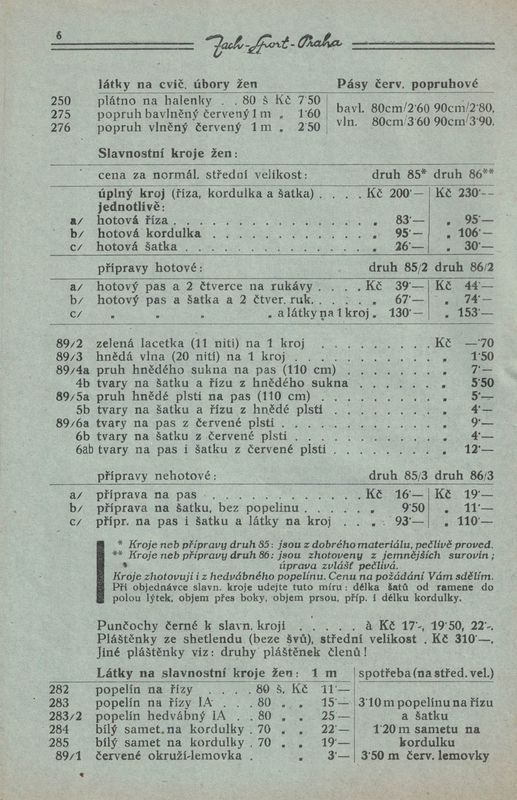 6
Zach-Sport-Praha
látky na cvič. úbory žen Pásy červ. popruhové
250 plátno na halenky . . 80 š Kč 7·50
275 popruh bavlněný červený 1 m „ 1·60
276 popruh vlněný červený 1 m „ 2·50
bavl. 80cm/2·60 90cm/2·80,
vln. 80cm/3·60 90cm/3·90.
Slavnostní kroje žen:
cena za normál. střední velikost: druh 85* druh 86**
úplný kroj (říza, kordulka a šatka) . . . . Kč 200·— Kč 230·--
jednotlivě:
a/ hotová říza . . . . . . . . . . . . . . . „ 83·— „ 95·—
b/ hotová kordulka . . . . . . . . . . . . . „ 95·— „ 106·—
c/ hotová šatka . . . . . . . . . . . . . . „ 26·— „ 30·—
přípravy hotové: druh 85/2 druh 86/2
a/ hotový pas a 2 čtverce na rukávy . . . . Kč 39·— Kč 44·—
b/ hotový pas a šatka a 2 čtver. ruk. . . . . . „ 67·— „ 74·—
c/ „ „ „ „ a látky na 1 kroj „ 130·— „ 153·—
89/2 zelená lacetka (11 nití) na 1 kroj . . . . . . . . . Kč —·70
89/3 hnědá vlna (20 nití) na 1 kroj . . . . . . . . . . „ 1·50
89/4a pruh hnědého sukna na pas (110 cm) . . . . . . . „ 7·—
4b tvary na šatku a řízu z hnědého sukna . . . . . . . „ 5·50
89/5a pruh hnědé plsti na pas (110 cm) . . . . . . . . „ 5·—
5b tvary na šatku a řízu z hnědé plsti . . . . . . . . „ 4·—
89/6a tvary na pas z červené plsti . . . . . . . . . . „ 9·—
6b tvary na šatku z červené plsti . . . . . . . . . . „ 4·—
6ab tvary na pas i šatku z červené plsti . . . . . . . „ 12·—
přípravy nehotové: druh 85/3 druh 86/3
a/ příprava na pas . . . . . . . . . . . . Kč 16·— Kč 19·—
b/ příprava na šatku, bez popelínu . . . . . . „ 9·50 „ 11·—
c/ přípr. na pas i šatku a látky na kroj . . . „ 93·— „ 110·—
* Kroje neb přípravy druh 85: jsou z dobrého materiálu, pečlivě proved.
** Kroje neb přípravy druh 86: jsou zhotoveny z jemnějších surovin;
úprava zvlášť pečlivá.
Kroje zhotovuji i z hedvábného popelínu. Cenu na požádání Vám sdělím.
Při objednávce slavn. kroje udejte tuto míru: délka šatů od ramene do
polou lýtek, objem přes boky, objem prsou, příp. i délku kordulky.
Punčochy černé k slavn. kroji . . . . . à Kč 17·-, 19·50, 22·-.
Pláštěnky ze shetlendu (beze švů), střední velikost . Kč 310·—.
Jiné pláštěnky viz: druhy pláštěnek členů!
Látky na slavnostní kroje žen: 1 m spotřeba (na střed. vel.)
282 popelín na řízy . . . . 80 š. Kč 11·—
283 popelín na řízy IA . . . 80 „ „ 15·—
283/2 popelín hedvábný IA . . 80 „ „ 25·—
284 bílý samet na kordulky . 70 „ „ 22·—
285 bílý samet na kordulky . 70 „ „ 19·—
89/1 červené okruží-lemovka . „ 3·—
3·10 m popelínu na řízu
a šatku
1·20 m sametu na
kordulku
3·50 m červ. lemovky